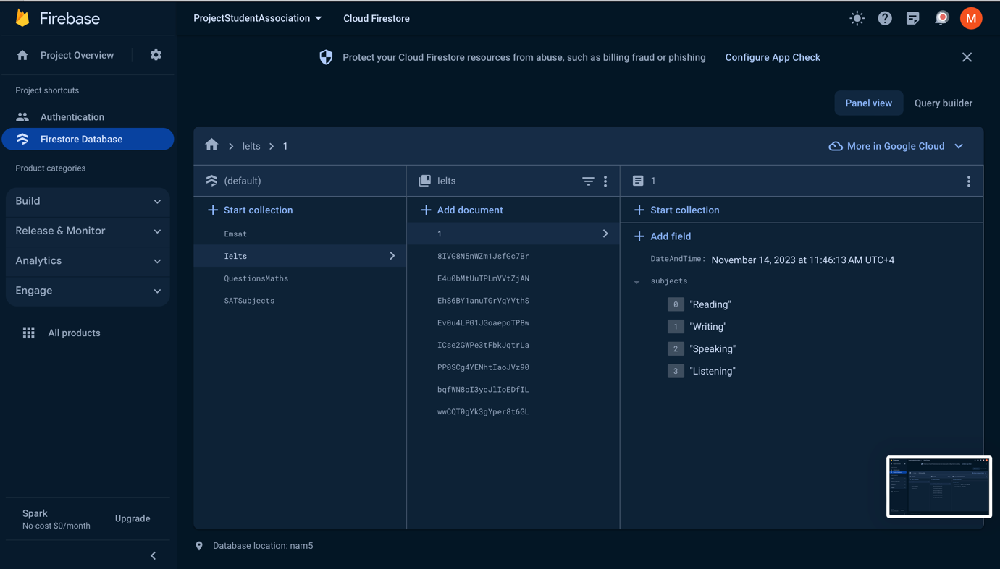 Firebase
ProjectStudentAssociation
Cloud Firestore
M
Project Overview
Protect your Cloud Firestore resources from abuse, such as billing fraud or phishing
Configure App Check
Project shortcuts
Authentication
Firestore Database
Product categories
Build
Release & Monitor
Analytics
Engage
All products
Spark
No-cost $0/month
Upgrade
Panel view
Query builder
Ielts
1
More in Google Cloud
(default)
Start collection
Emsat
Ielts
QuestionsMaths
SATSubjects
Ielts
Add document
1
8IVG8N5nWZm1JsfGc7Br
E4u0bMtUuTPLmVVtZjAN
EhS6BY1anuTGrVqYVthS
Ev0u4LPG1JGoaepoTP8w
ICse2GWPe3tFbkJqtrLa
PP0SCg4YENhtIaoJVz90
bqfWN8oI3ycJlIoEDfIL
wwCQT0gYk3gYper8t6GL
1
Start collection
Add field
DateAndTime: November 14, 2023 at 11:46:13 AM UTC+4
subjects
0 "Reading"
1 "Writing"
2 "Speaking"
3 "Listening"
Database location: nam5